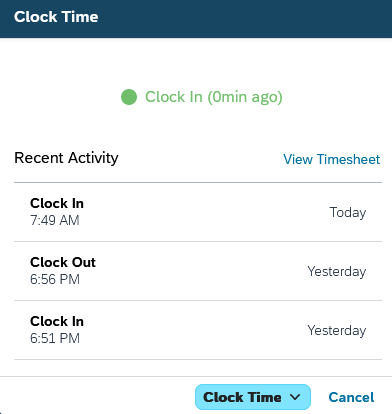 Clock Time
Clock In (0min ago)
Recent Activity View Timesheet
Clock In
7:49 AM Today
Clock Out
6:56 PM Yesterday
Clock In
6:51 PM Yesterday
Clock Time Cancel